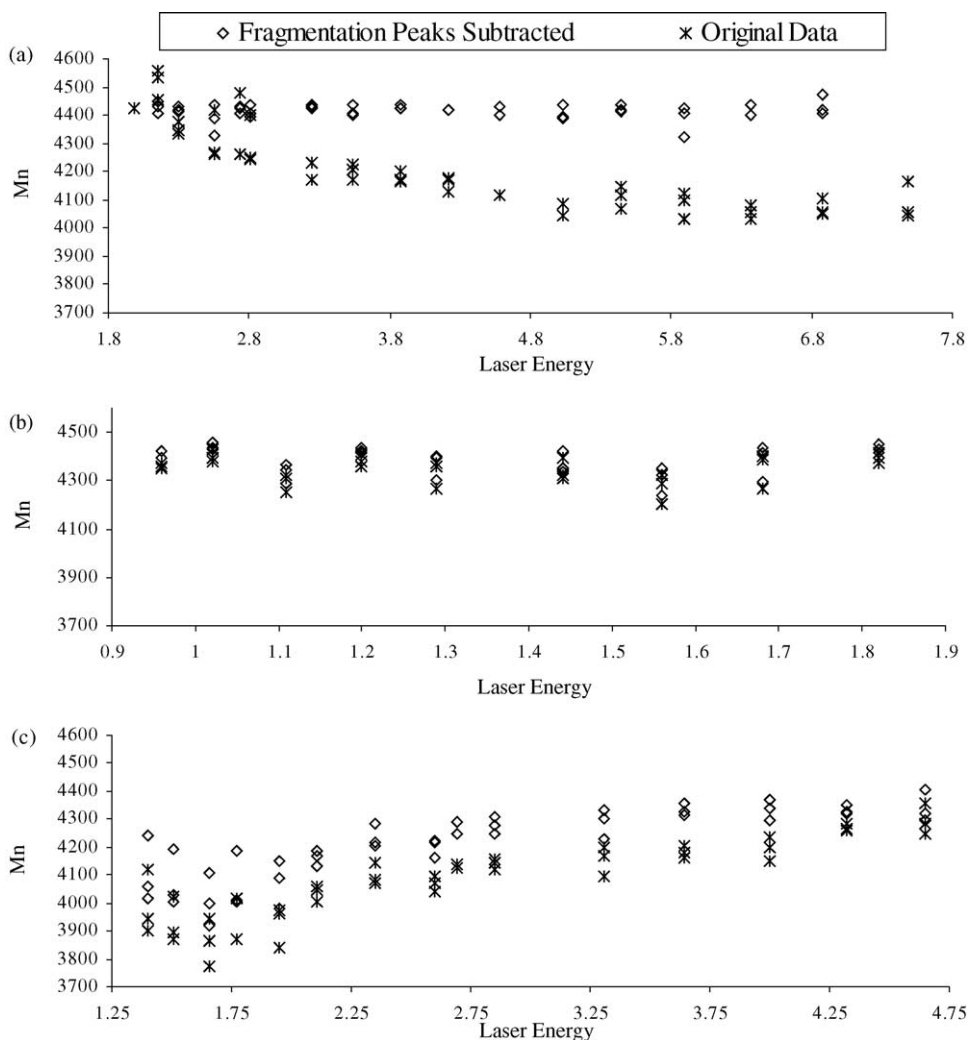 ◇ Fragmentation Peaks Subtracted ж Original Data
(a)
4600
4500
4400
4300
4200
4100
4000
3900
3800
3700
Mn
1.8 2.8 3.8 4.8 5.8 6.8 7.8
Laser Energy
(b)
4500
4300
4100
3900
3700
Mn
0.9 1 1.1 1.2 1.3 1.4 1.5 1.6 1.7 1.8 1.9
Laser Energy
(c)
4600
4500
4400
4300
4200
4100
4000
3900
3800
3700
Mn
1.25 1.75 2.25 2.75 3.25 3.75 4.25 4.75
Laser Energy